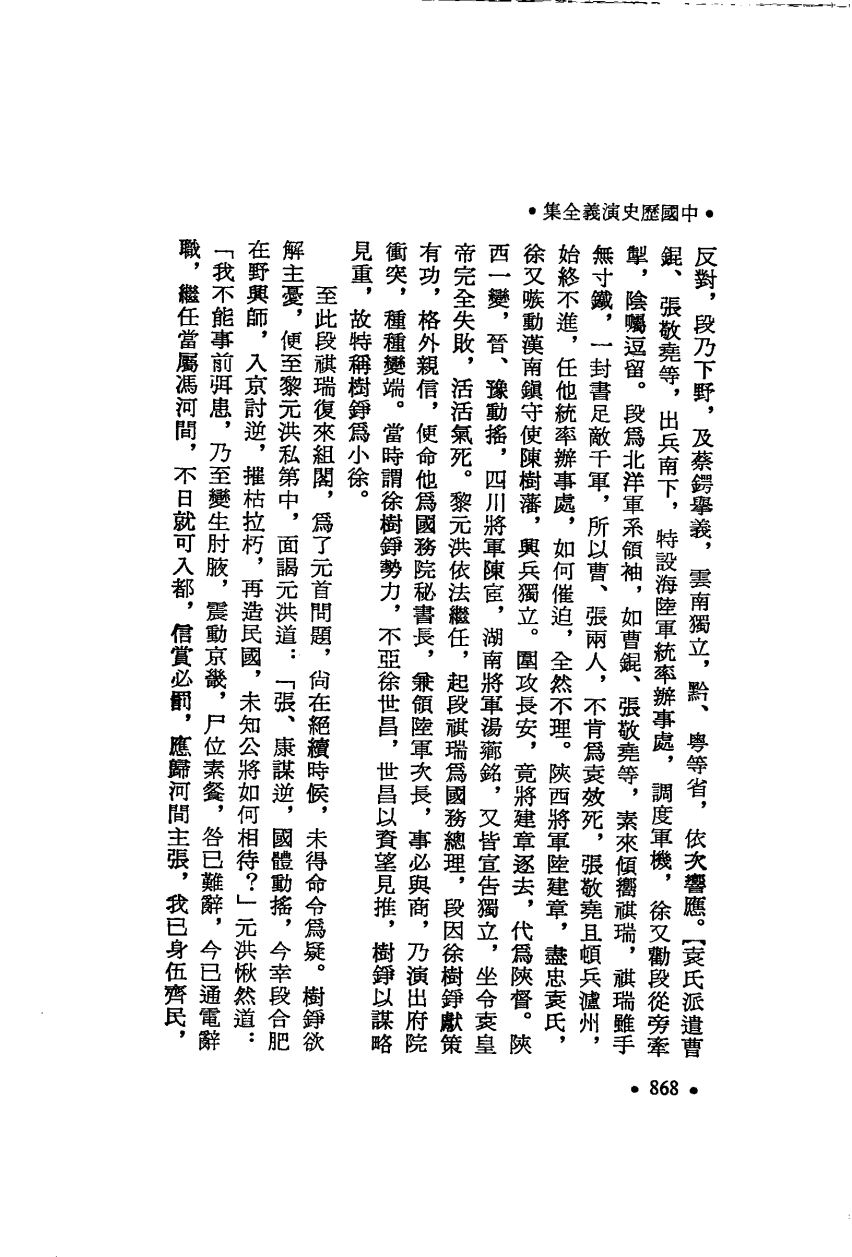 •中國歷史演義全集•
反對，段乃下野，及蔡鍔舉義，雲南獨立，黔、粵等省，依次響應。【袁氏派遣曹
錕、張敬堯等，出兵南下，特設海陸軍統率辦事處，調度軍機，徐又勸段從旁牽
掣，陰囑逗留。段爲北洋軍系領袖，如曹錕、張敬堯等，素來傾嚮祺瑞，祺瑞雖手
無寸鐵，一封書足敵千軍，所以曹、張兩人，不肯爲袁效死，張敬堯且頓兵瀘州，
始終不進，任他統率辦事處，如何催迫，全然不理。陝西將軍陸建章，盡忠袁氏，
徐又嗾動漢南鎭守使陳樹藩，興兵獨立。圍攻長安，竟將建章逐去，代爲陝督。陝
西一變，晉、豫動搖，四川將軍陳宧，湖南將軍湯薌銘，又皆宣告獨立，坐令袁皇
帝完全失敗，活活氣死。黎元洪依法繼任，起段祺瑞爲國務總理，段因徐樹錚獻策
有功，格外親信，便命他爲國務院秘書長，兼領陸軍次長，事必與商，乃演出府院
衝突，種種變端。當時謂徐樹錚勢力，不亞徐世昌，世昌以資望見推，樹錚以謀略
見重，故特稱樹錚爲小徐。
至此段祺瑞復來組閣，爲了元首問題，尙在絕續時候，未得命令爲疑。樹錚欲
解主憂，便至黎元洪私第中，面謁元洪道：「張、康謀逆，國體動搖，今幸段合肥
在野興師，入京討逆，摧枯拉朽，再造民國，未知公將如何相待？」元洪愀然道：
「我不能事前弭患，乃至變生肘腋，震動京畿，尸位素餐，咎已難辭，今已通電辭
職，繼任當屬馮河間，不日就可入都，信賞必罰，應歸河間主張，我已身伍齊民，
•868•